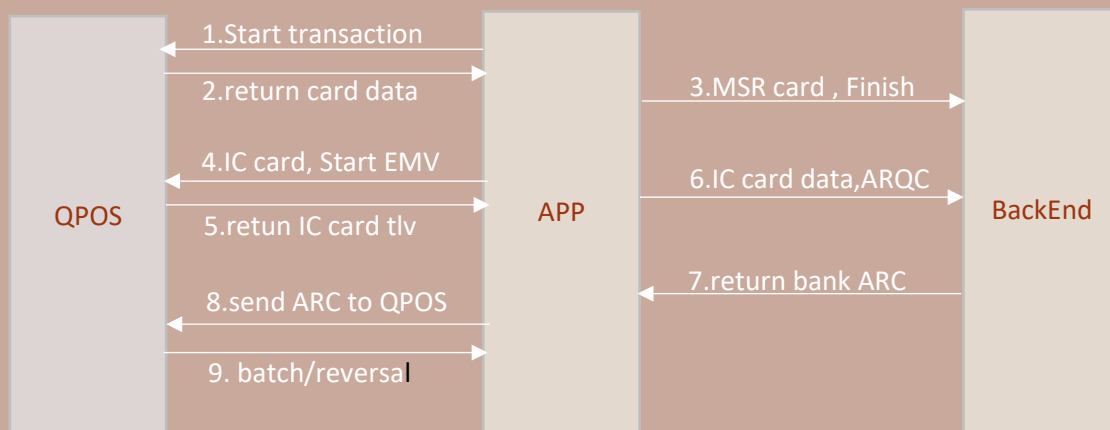 1.Start transaction
2.return card data
3.MSR card , Finish
4.IC card, Start EMV
6.IC card data,ARQC
QPOS
5.retun IC card tlv
APP
BackEnd
7.return bank ARC
8.send ARC to QPOS
9. batch/reversal